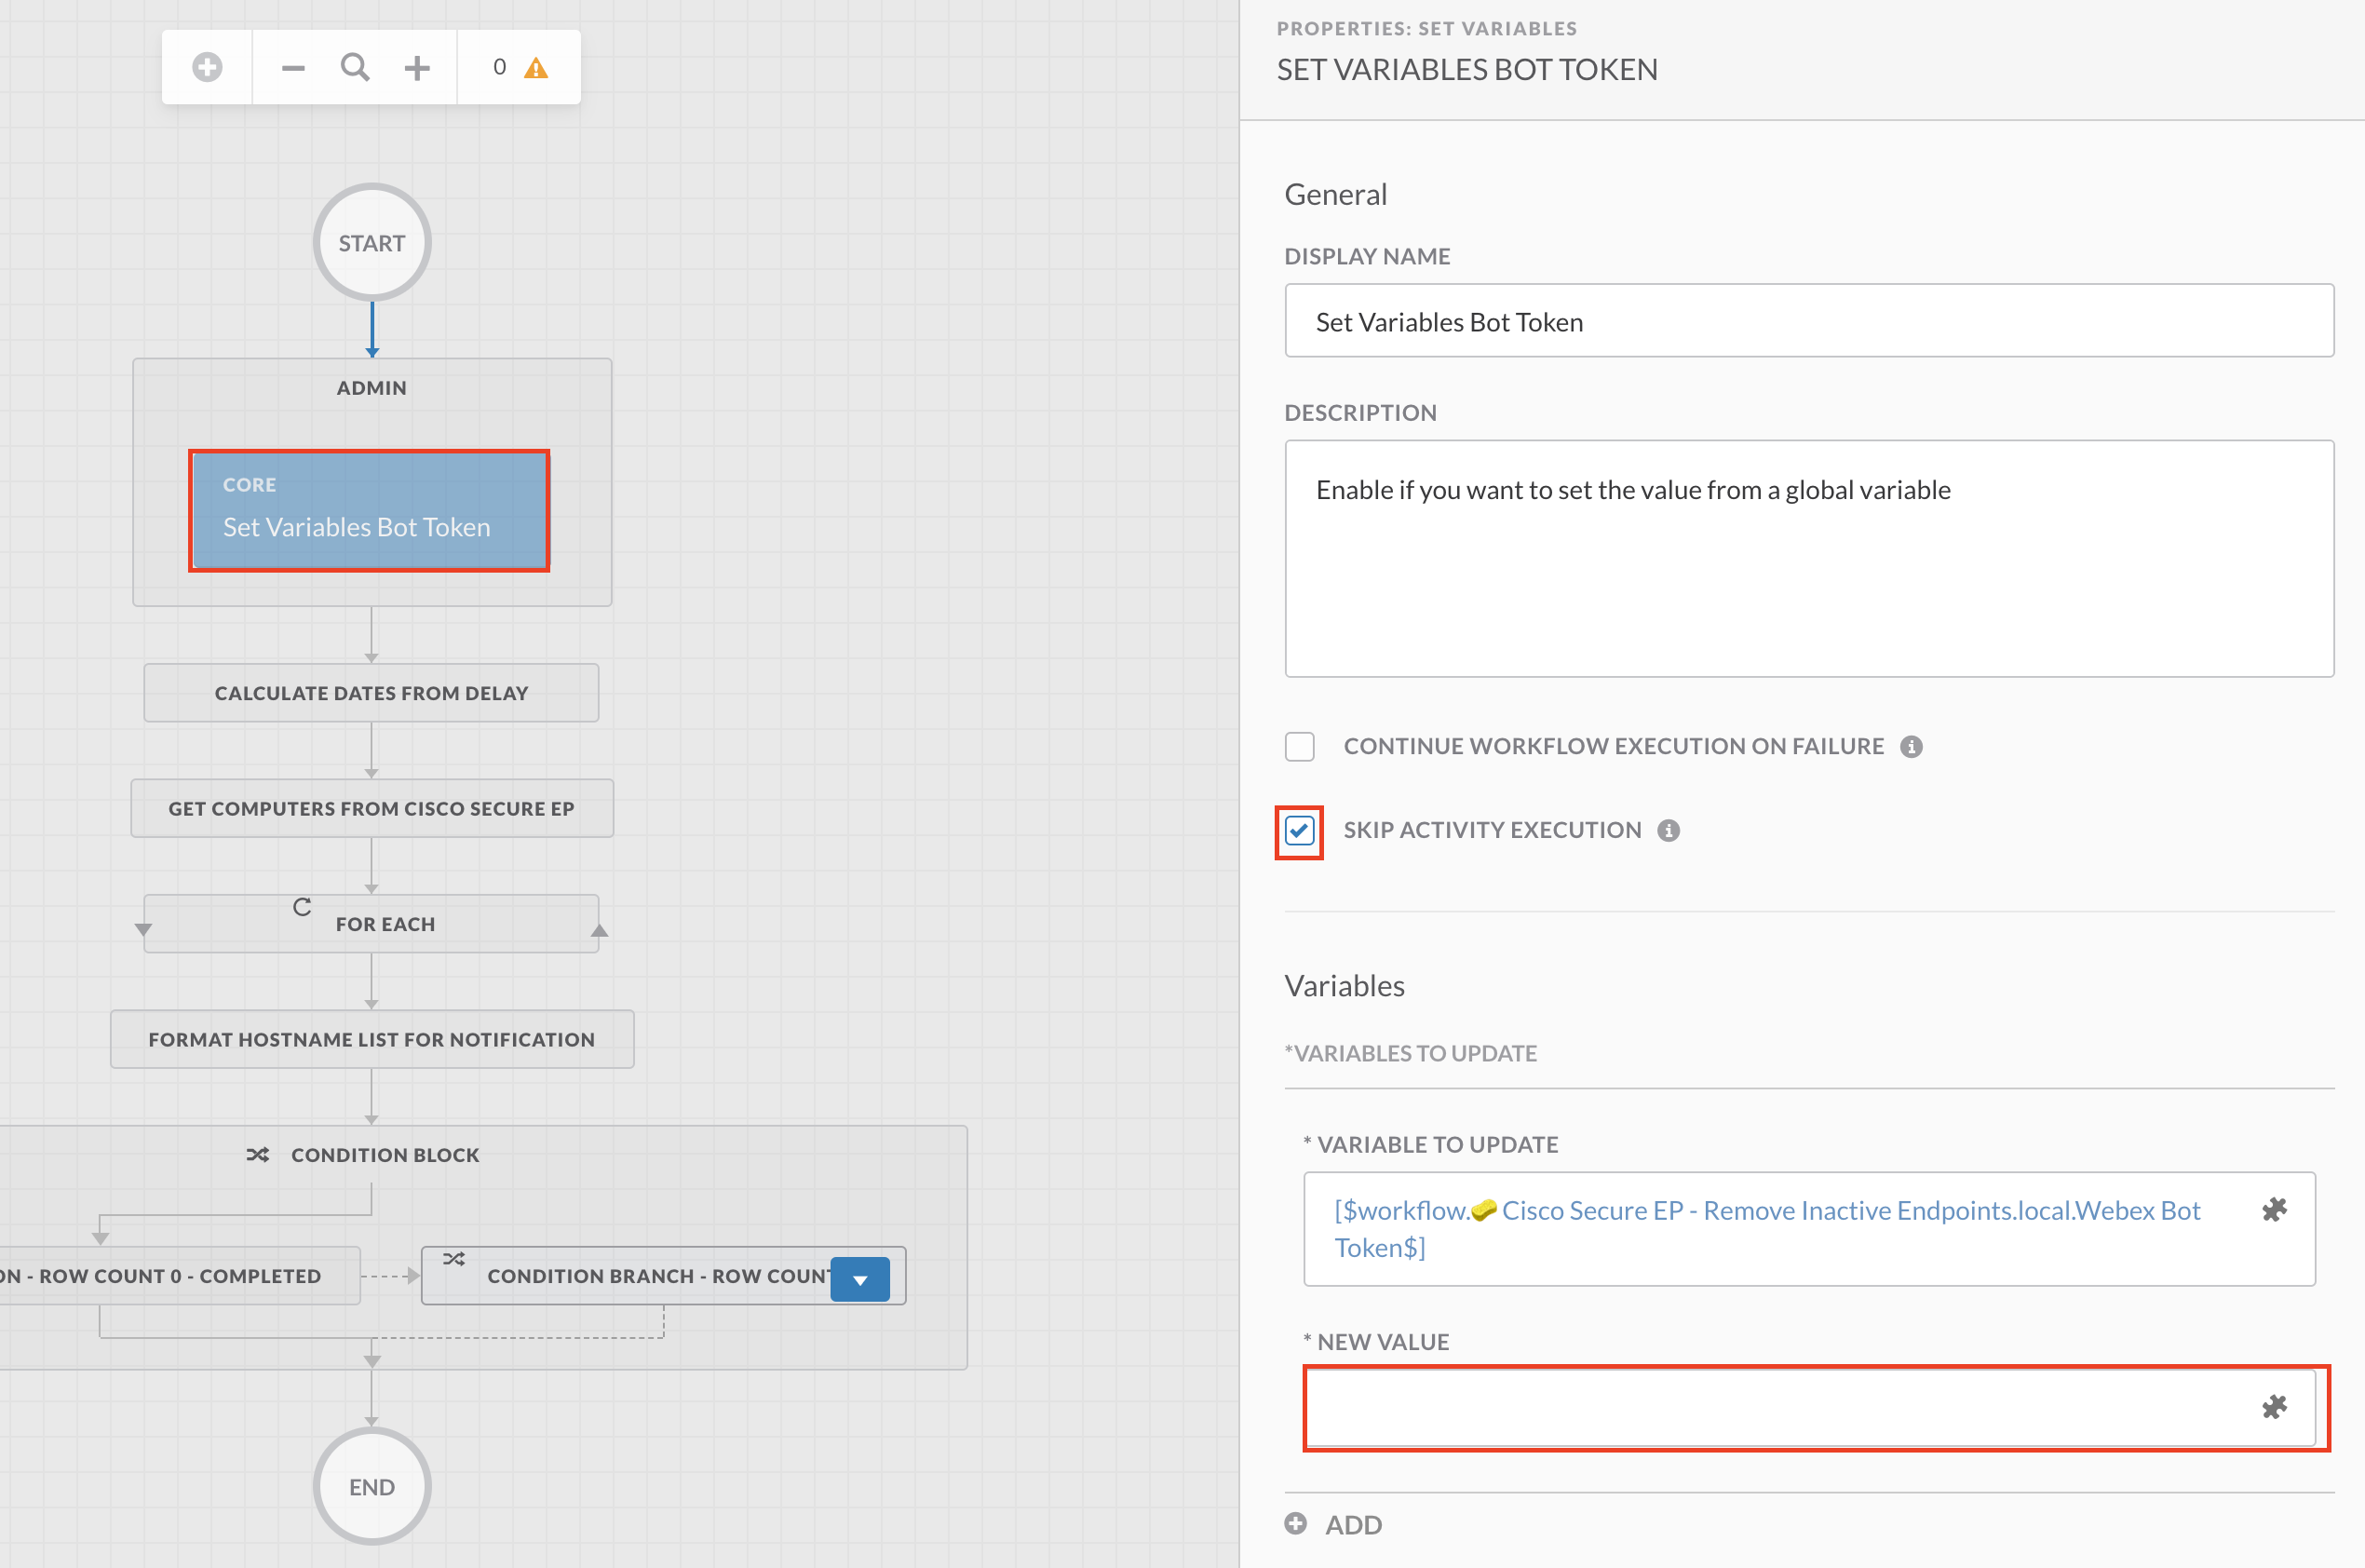 0
START
ADMIN
CORE
Set Variables Bot Token
CALCULATE DATES FROM DELAY
GET COMPUTERS FROM CISCO SECURE EP
FOR EACH
FORMAT HOSTNAME LIST FOR NOTIFICATION
CONDITION BLOCK
ON - ROW COUNT 0 - COMPLETED
CONDITION BRANCH - ROW COUNT
END
PROPERTIES: SET VARIABLES
SET VARIABLES BOT TOKEN
General
DISPLAY NAME
Set Variables Bot Token
DESCRIPTION
Enable if you want to set the value from a global variable
CONTINUE WORKFLOW EXECUTION ON FAILURE
SKIP ACTIVITY EXECUTION
Variables
*VARIABLES TO UPDATE
* VARIABLE TO UPDATE
[$workflow.🧽Cisco Secure EP - Remove Inactive Endpoints.local.Webex Bot
Token$]
* NEW VALUE
ADD